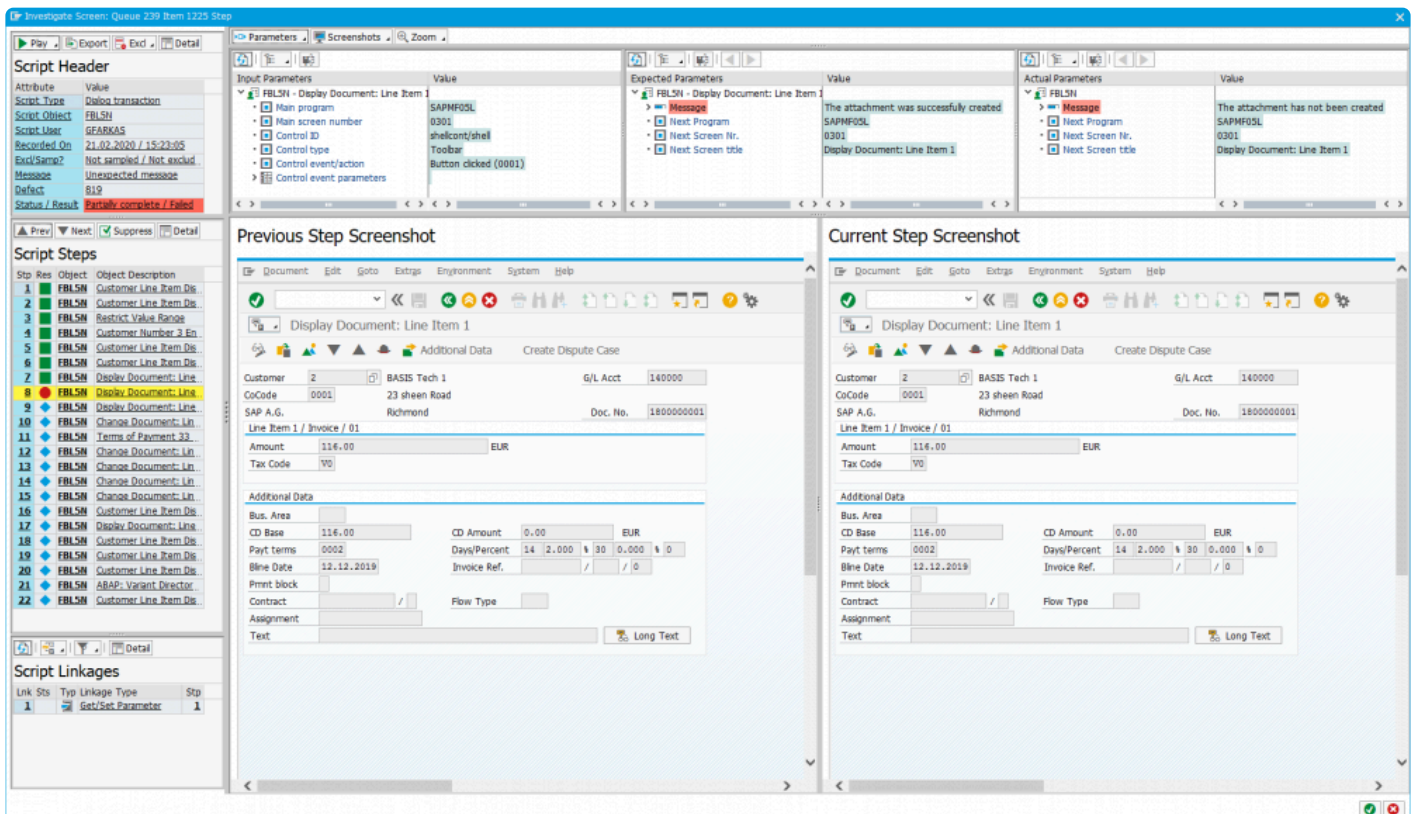 Investigate Screen: Queue 239 Item 1225 Step
Play Export Excl Detail
Script Header
Attribute Value
Script Type Dialog transaction
Script Object FBL5N
Script User GFARKAS
Recorded On 21.02.2020 / 15:23:05
Excl/Samp? Not sampled / Not exclud
Message Unexpected message
Defect 819
Status / Result Partially complete / Failed
Prev Next Suppress Detail
Script Steps
Stp Res Object Object Description
1 FBL5N Customer Line Item Dis
2 FBL5N Customer Line Item Dis
3 FBL5N Restrict Value Range
4 FBL5N Customer Number 3 En
5 FBL5N Customer Line Item Dis
6 FBL5N Customer Line Item Dis
7 FBL5N Display Document: Line
8 FBL5N Display Document: Line
9 FBL5N Display Document: Line
10 FBL5N Change Document: Lin
11 FBL5N Terms of Payment 33
12 FBL5N Change Document: Lin
13 FBL5N Change Document: Lin
14 FBL5N Change Document: Lin
15 FBL5N Change Document: Lin
16 FBL5N Customer Line Item Dis
17 FBL5N Display Document: Line
18 FBL5N Customer Line Item Dis
19 FBL5N Customer Line Item Dis
20 FBL5N Customer Line Item Dis
21 FBL5N ABAP: Variant Director
22 FBL5N Customer Line Item Dis
Detail
Script Linkages
Lnk Sts Typ Linkage Type Stp
1 Get/Set Parameter 1
Parameters Screenshots Zoom
Input Parameters Value
FBL5N - Display Document: Line Item 1
Main program SAPMF05L
Main screen number 0301
Control ID shellcont/shell
Control type Toolbar
Control event/action Button clicked (0001)
Control event parameters
Expected Parameters Value
FBL5N - Display Document: Line Item 1
Message The attachment was successfully created
Next Program SAPMF05L
Next Screen Nr. 0301
Next Screen title Display Document: Line Item 1
Actual Parameters Value
FBL5N
Message The attachment has not been created
Next Program SAPMF05L
Next Screen Nr. 0301
Next Screen title Display Document: Line Item 1
Previous Step Screenshot
Document Edit Goto Extras Environment System Help
Display Document: Line Item 1
Additional Data Create Dispute Case
Customer 2 BASIS Tech 1 G/L Acct 140000
CoCode 0001 23 sheen Road
SAP A.G. Richmond Doc. No. 1800000001
Line Item 1 / Invoice / 01
Amount 116.00 EUR
Tax Code V0
Additional Data
Bus. Area
CD Base 116.00 CD Amount 0.00 EUR
Payt terms 0002 Days/Percent 14 2.000 % 30 0.000 % 0
Bline Date 12.12.2019 Invoice Ref. / / 0
Pmnt block
Contract / Flow Type
Assignment
Text Long Text
Current Step Screenshot
Document Edit Goto Extras Environment System Help
Display Document: Line Item 1
Additional Data Create Dispute Case
Customer 2 BASIS Tech 1 G/L Acct 140000
CoCode 0001 23 sheen Road
SAP A.G. Richmond Doc. No. 1800000001
Line Item 1 / Invoice / 01
Amount 116.00 EUR
Tax Code V0
Additional Data
Bus. Area
CD Base 116.00 CD Amount 0.00 EUR
Payt terms 0002 Days/Percent 14 2.000 % 30 0.000 % 0
Bline Date 12.12.2019 Invoice Ref. / / 0
Pmnt block
Contract / Flow Type
Assignment
Text Long Text